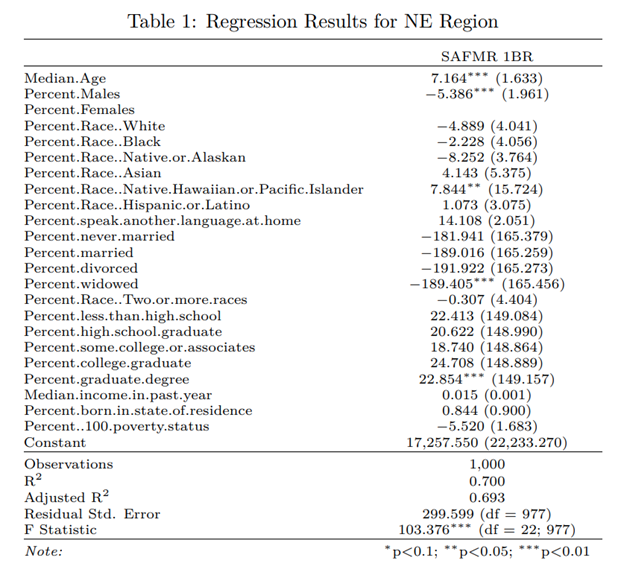 Table 1: Regression Results for NE Region
SAFMR 1BR
Median.Age 7.164*** (1.633)
Percent.Males −5.386*** (1.961)
Percent.Females
Percent.Race..White −4.889 (4.041)
Percent.Race..Black −2.228 (4.056)
Percent.Race..Native.or.Alaskan −8.252 (3.764)
Percent.Race..Asian 4.143 (5.375)
Percent.Race..Native.Hawaiian.or.Pacific.Islander 7.844** (15.724)
Percent.Race..Hispanic.or.Latino 1.073 (3.075)
Percent.speak.another.language.at.home 14.108 (2.051)
Percent.never.married −181.941 (165.379)
Percent.married −189.016 (165.259)
Percent.divorced −191.922 (165.273)
Percent.widowed −189.405*** (165.456)
Percent.Race..Two.or.more.races −0.307 (4.404)
Percent.less.than.high.school 22.413 (149.084)
Percent.high.school.graduate 20.622 (148.990)
Percent.some.college.or.associates 18.740 (148.864)
Percent.college.graduate 24.708 (148.889)
Percent.graduate.degree 22.854*** (149.157)
Median.income.in.past.year 0.015 (0.001)
Percent.born.in.state.of.residence 0.844 (0.900)
Percent..100.poverty.status −5.520 (1.683)
Constant 17,257.550 (22,233.270)
Observations 1,000
R2 0.700
Adjusted R2 0.693
Residual Std. Error 299.599 (df = 977)
F Statistic 103.376*** (df = 22; 977)
Note: *p<0.1; **p<0.05; ***p<0.01